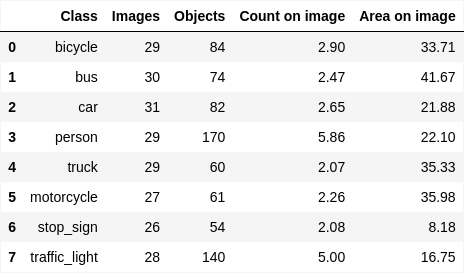 Class Images Objects Count on image Area on image
0 bicycle 29 84 2.90 33.71
1 bus 30 74 2.47 41.67
2 car 31 82 2.65 21.88
3 person 29 170 5.86 22.10
4 truck 29 60 2.07 35.33
5 motorcycle 27 61 2.26 35.98
6 stop_sign 26 54 2.08 8.18
7 traffic_light 28 140 5.00 16.75